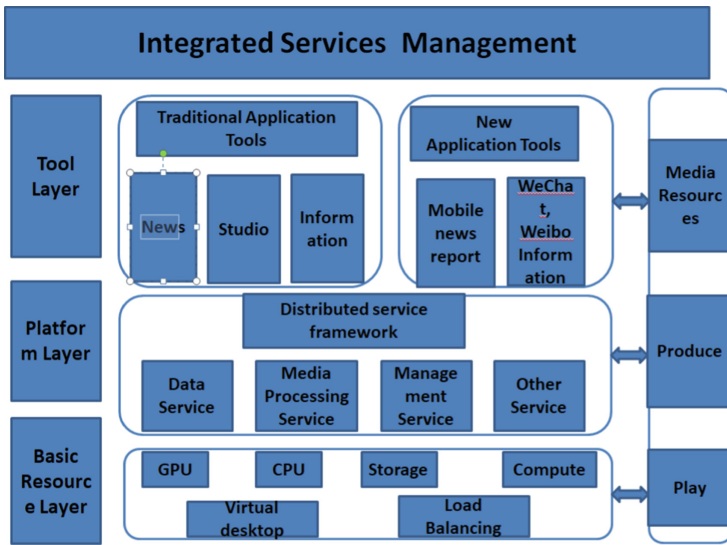 Integrated Services Management
Tool
Layer
Traditional Application
Tools
News
Studio
Inform
ation
New
Application Tools
Mobile
news
report
WeCha
t,
Weibo
Inform
ation
Media
Resourc
es
Platfor
m Layer
Distributed service
framework
Data
Service
Media
Processing
Service
Manage
ment
Service
Other
Service
Produce
Basic
Resourc
e Layer
GPU
CPU
Storage
Compute
Virtual
desktop
Load
Balancing
Play